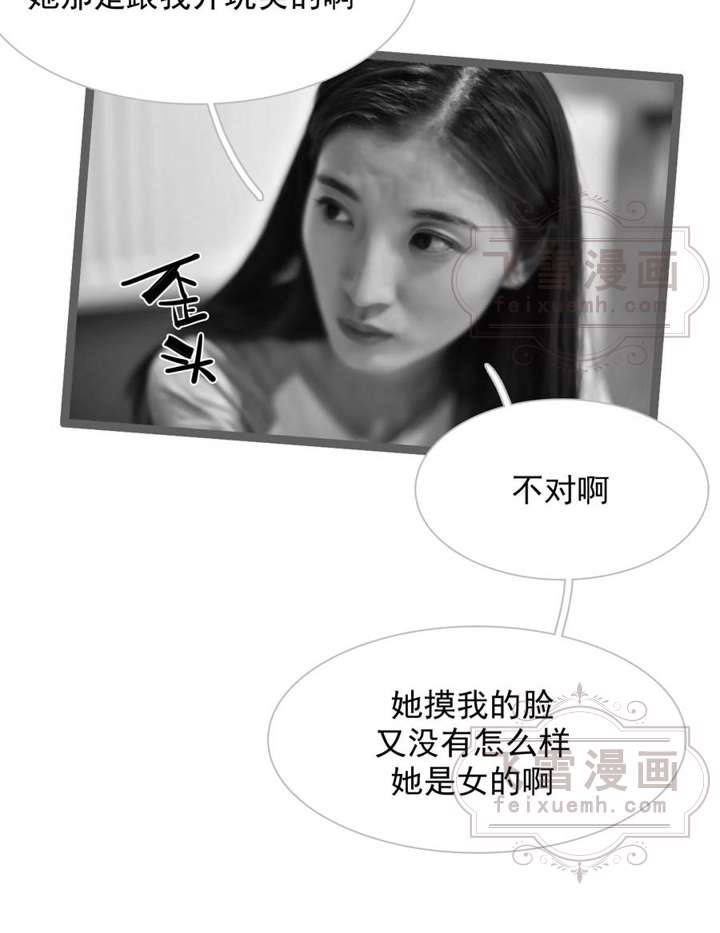 她那是跟我开玩笑的啊
歪头
飞雪漫画
feixuemh.com
不对啊
她摸我的脸
又没有怎么样
她是女的啊
飞雪漫画
feixuemh.com